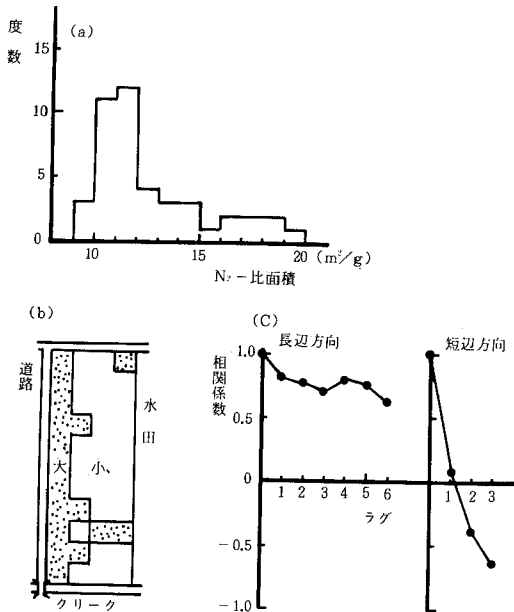 (a)
度数
15
10
5
0
10
15
20
(m²/g)
N₂-比面積
(b)
道路
大
小
水田
クリーク
(C)
長辺方向
短辺方向
相関係数
1.0
0.5
0
-0.5
-1.0
1 2 3 4 5 6
1 2 3
ラグ